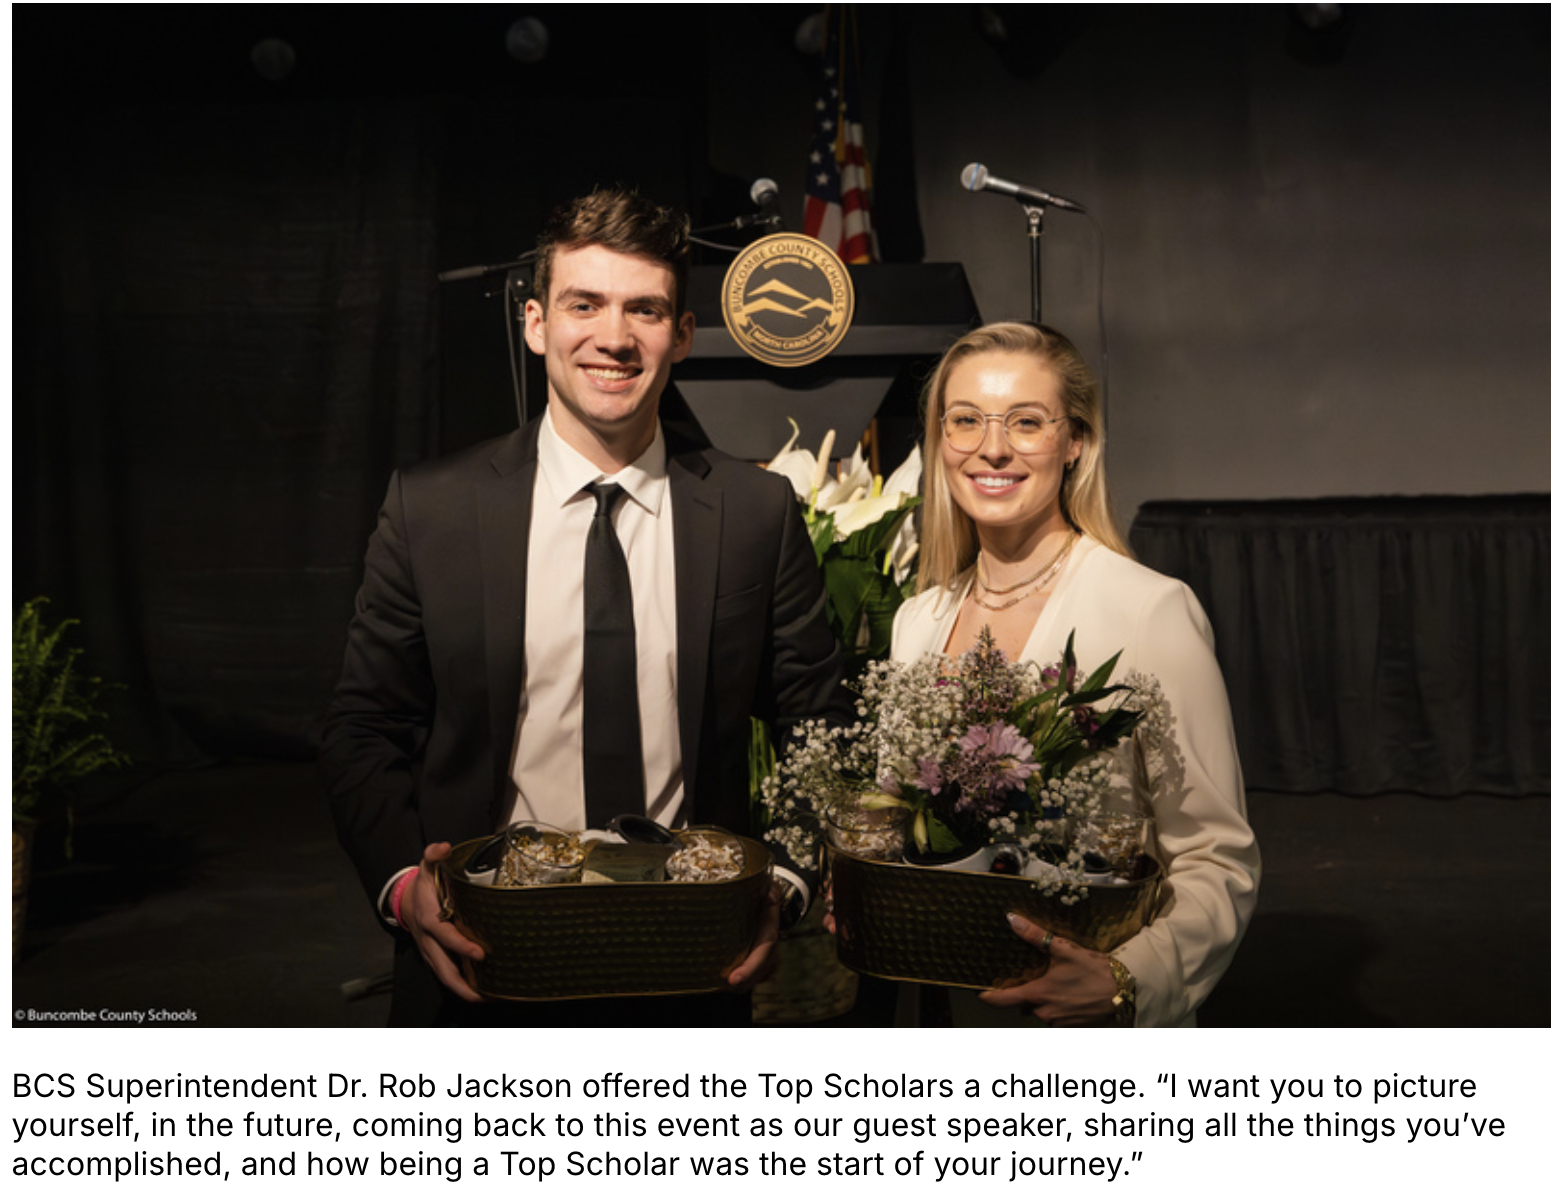 BUNCOMBE COUNTY SCHOOLS
NORTH CAROLINA
© Buncombe County Schools
BCS Superintendent Dr. Rob Jackson offered the Top Scholars a challenge. “I want you to picture
yourself, in the future, coming back to this event as our guest speaker, sharing all the things you’ve
accomplished, and how being a Top Scholar was the start of your journey.”